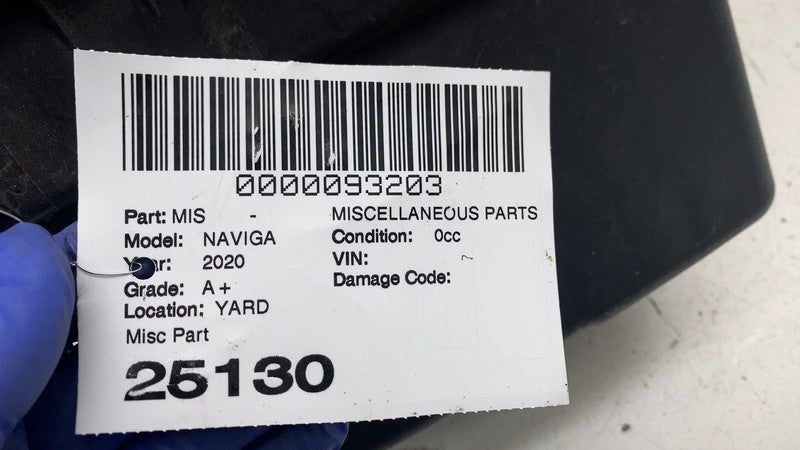 0000093203
Part: MIS - MISCELLANEOUS PARTS
Model: NAVIGA Condition: 0cc
Year: 2020 VIN:
Grade: A+ Damage Code:
Location: YARD
Misc Part
25130